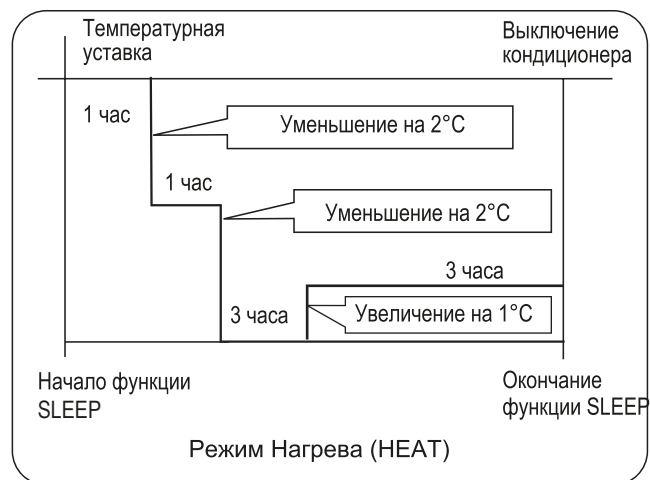 Температурная
уставка
Выключение
кондиционера
1 час
Уменьшение на 2°C
1 час
Уменьшение на 2°C
3 часа
3 часа
Увеличение на 1°C
Начало функции
SLEEP
Окончание
функции SLEEP
Режим Нагрева (HEAT)